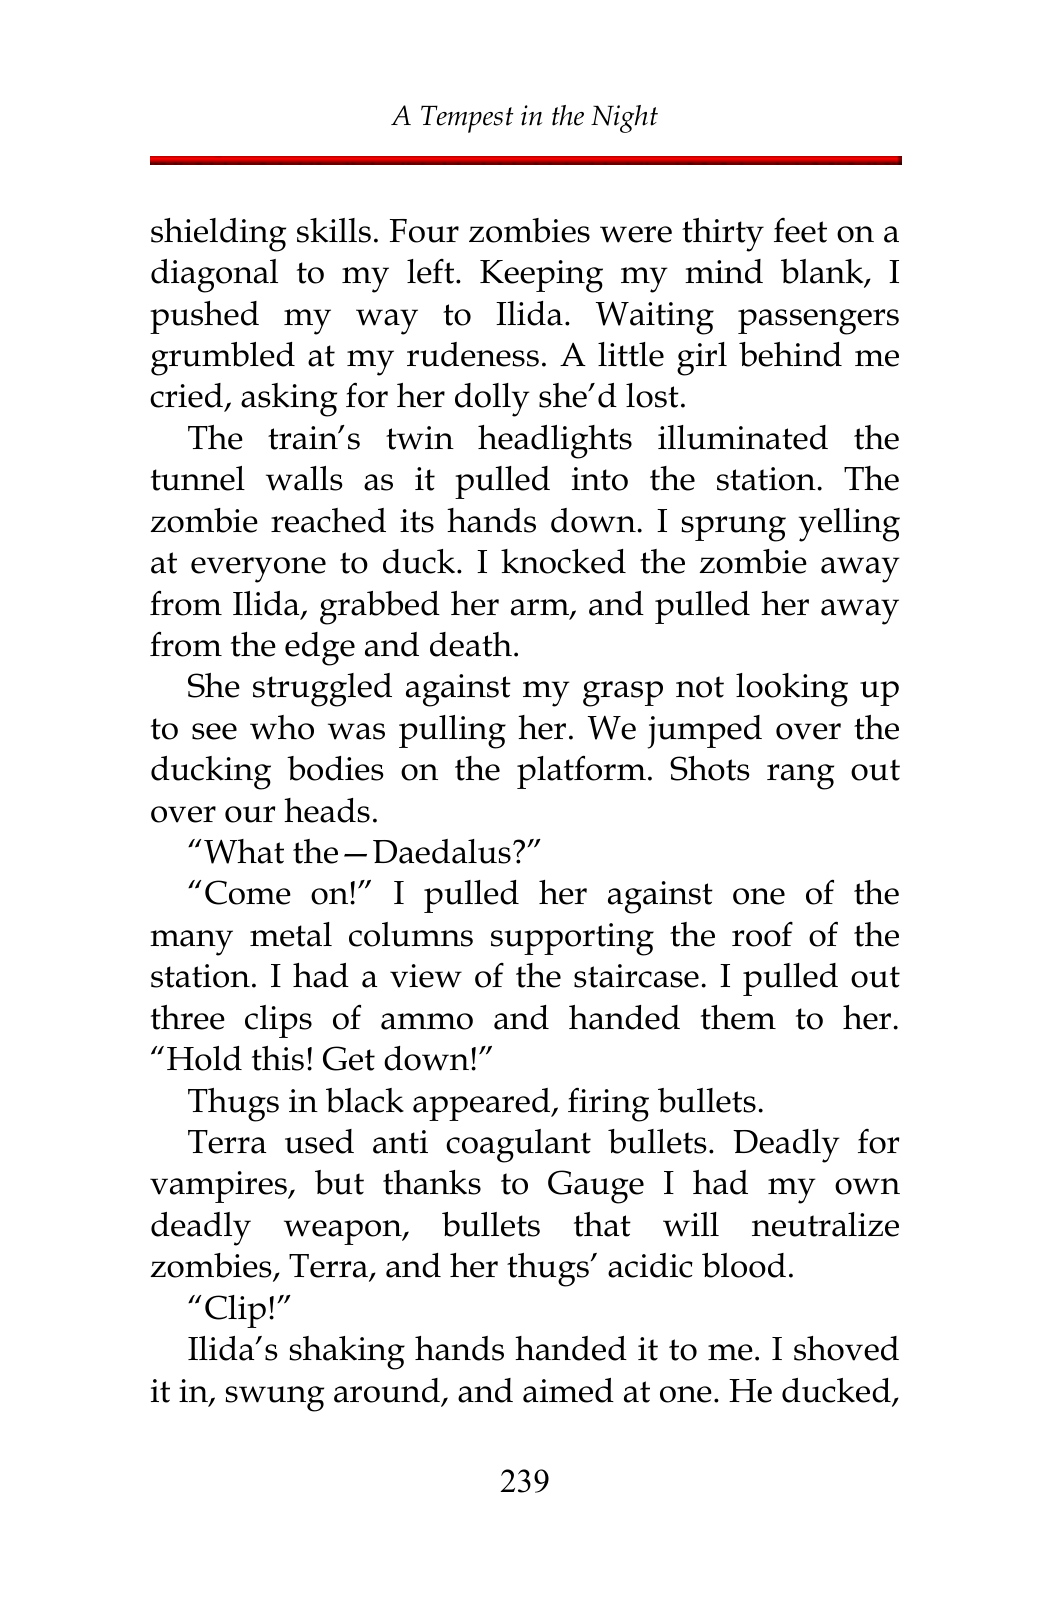 A Tempest in the Night
shielding skills. Four zombies were thirty feet on a
diagonal to my left. Keeping my mind blank, I
pushed my way to Ilida. Waiting passengers
grumbled at my rudeness. A little girl behind me
cried, asking for her dolly she’d lost.
The train’s twin headlights illuminated the
tunnel walls as it pulled into the station. The
zombie reached its hands down. I sprung yelling
at everyone to duck. I knocked the zombie away
from Ilida, grabbed her arm, and pulled her away
from the edge and death.
She struggled against my grasp not looking up
to see who was pulling her. We jumped over the
ducking bodies on the platform. Shots rang out
over our heads.
“What the—Daedalus?”
“Come on!” I pulled her against one of the
many metal columns supporting the roof of the
station. I had a view of the staircase. I pulled out
three clips of ammo and handed them to her.
“Hold this! Get down!”
Thugs in black appeared, firing bullets.
Terra used anti coagulant bullets. Deadly for
vampires, but thanks to Gauge I had my own
deadly weapon, bullets that will neutralize
zombies, Terra, and her thugs’ acidic blood.
“Clip!”
Ilida’s shaking hands handed it to me. I shoved
it in, swung around, and aimed at one. He ducked,
239